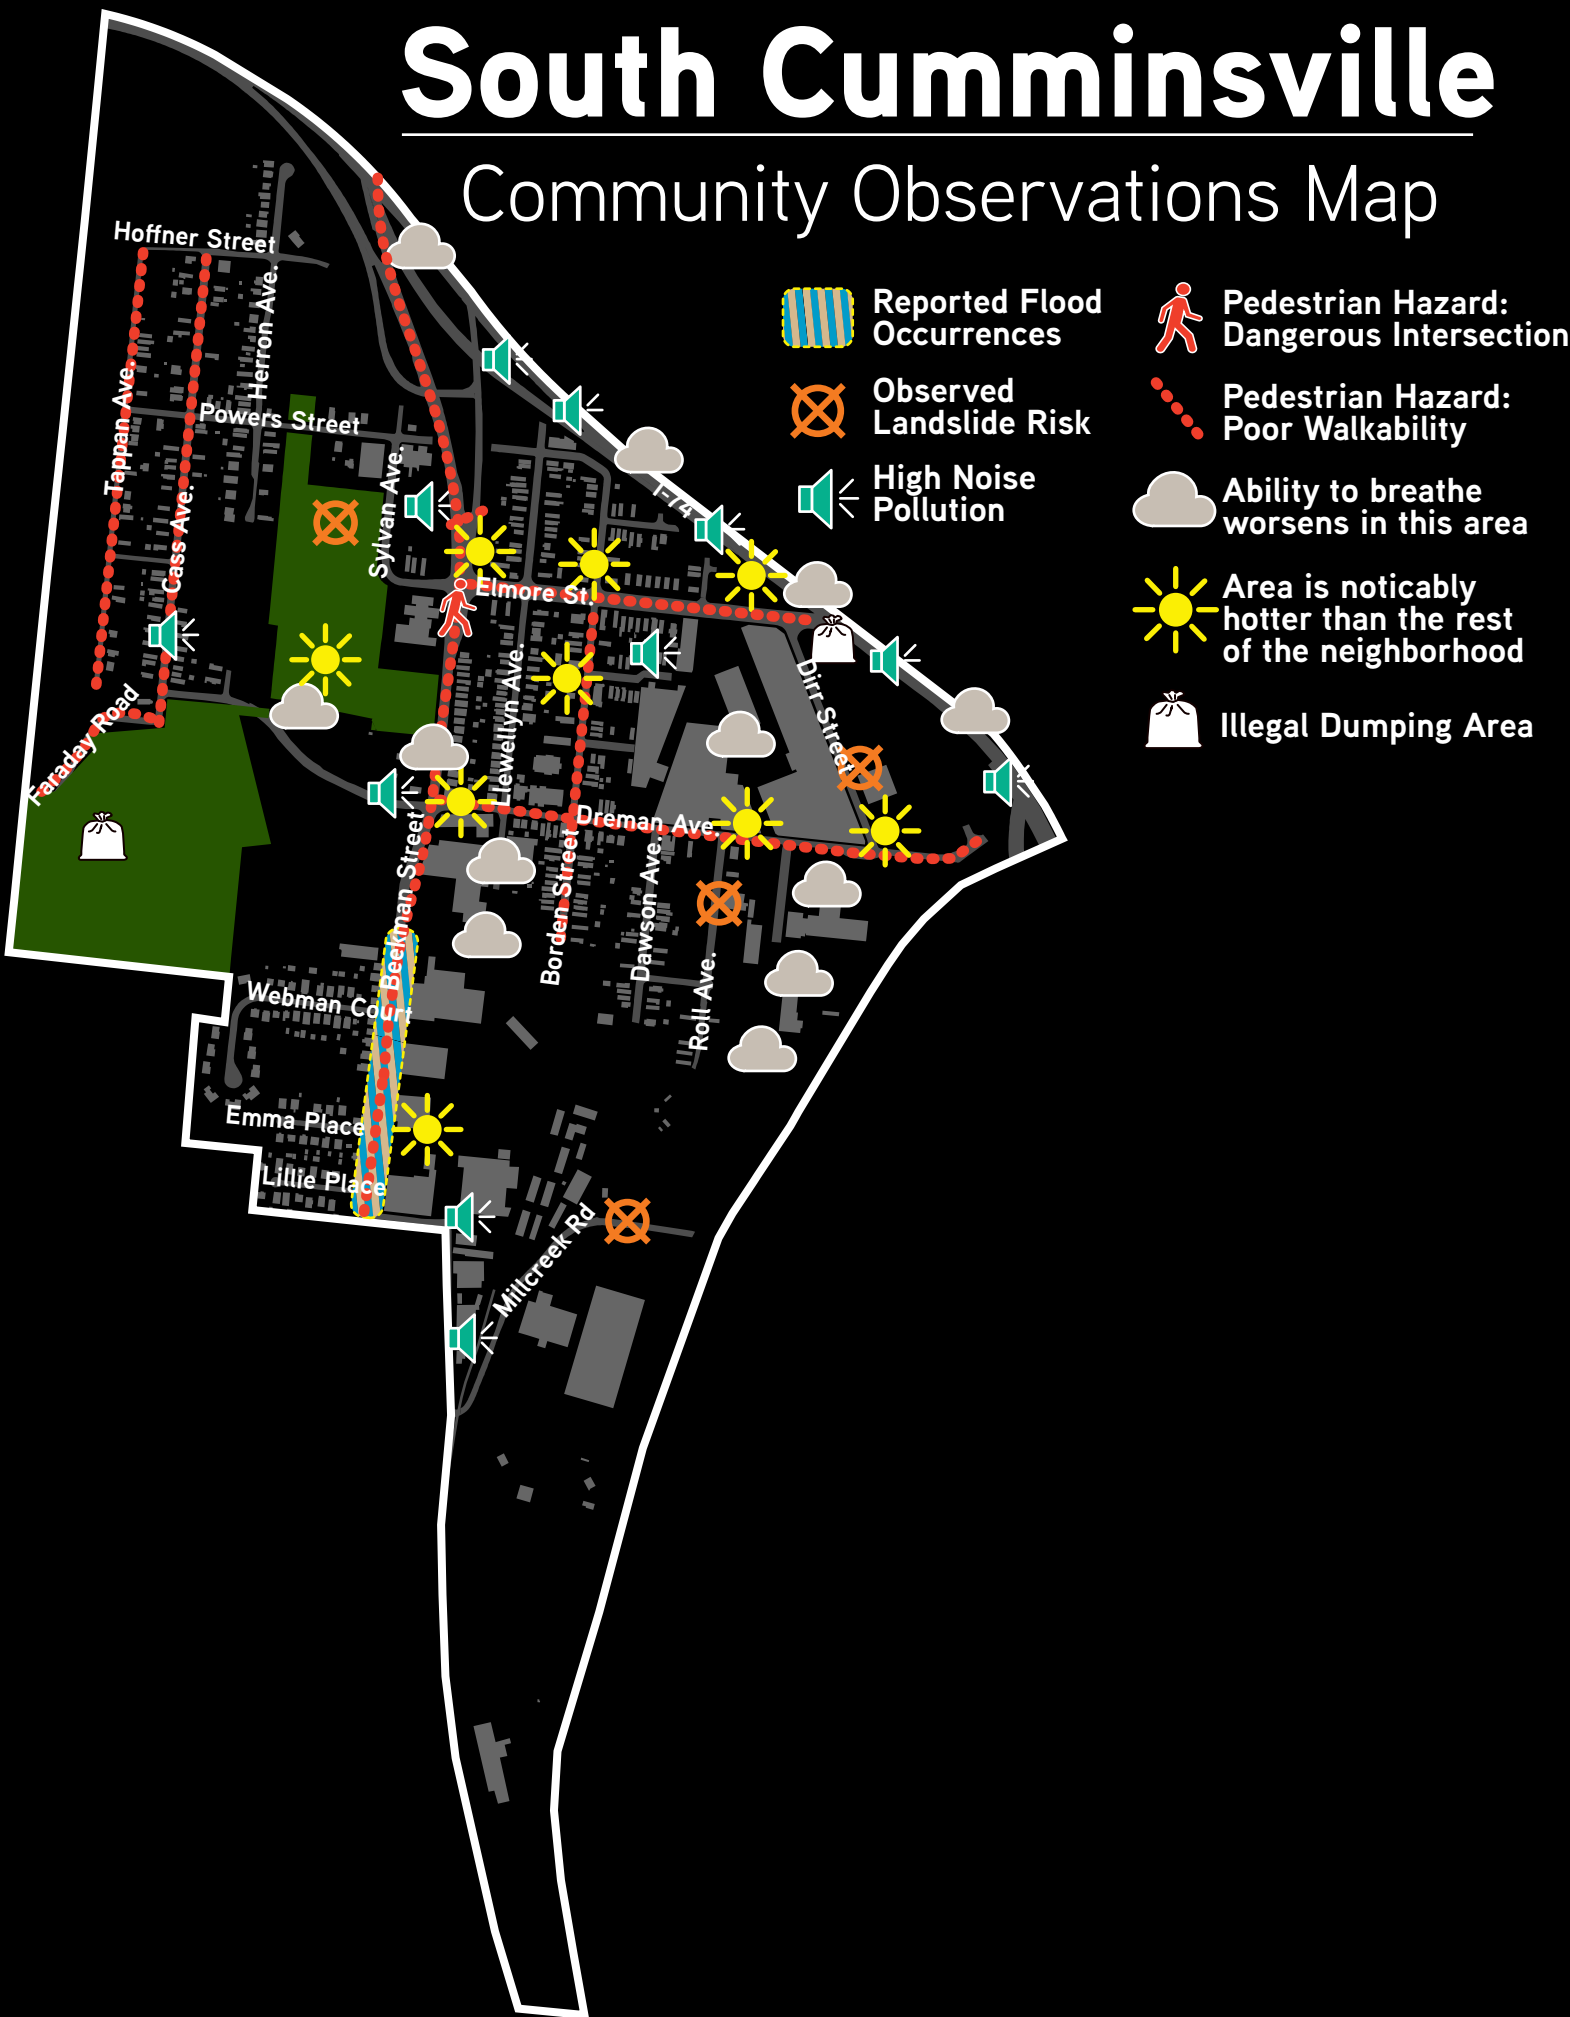 South Cumminsville
Community Observations Map
Reported Flood
Occurrences
Observed
Landslide Risk
High Noise
Pollution
Pedestrian Hazard:
Dangerous Intersection
Pedestrian Hazard:
Poor Walkability
Ability to breathe
worsens in this area
Area is noticably
hotter than the rest
of the neighborhood
Illegal Dumping Area
Hoffner Street
Herron Ave.
Tappan Ave.
Powers Street
Cass Ave.
Sylvan Ave.
I-74
Elmore St.
Llewellyn Ave.
Dirr Street
Faraday Road
Dreman Ave.
Beekman Street
Borden Street
Dawson Ave.
Roll Ave.
Webman Court
Emma Place
Lillie Place
Millcreek Rd